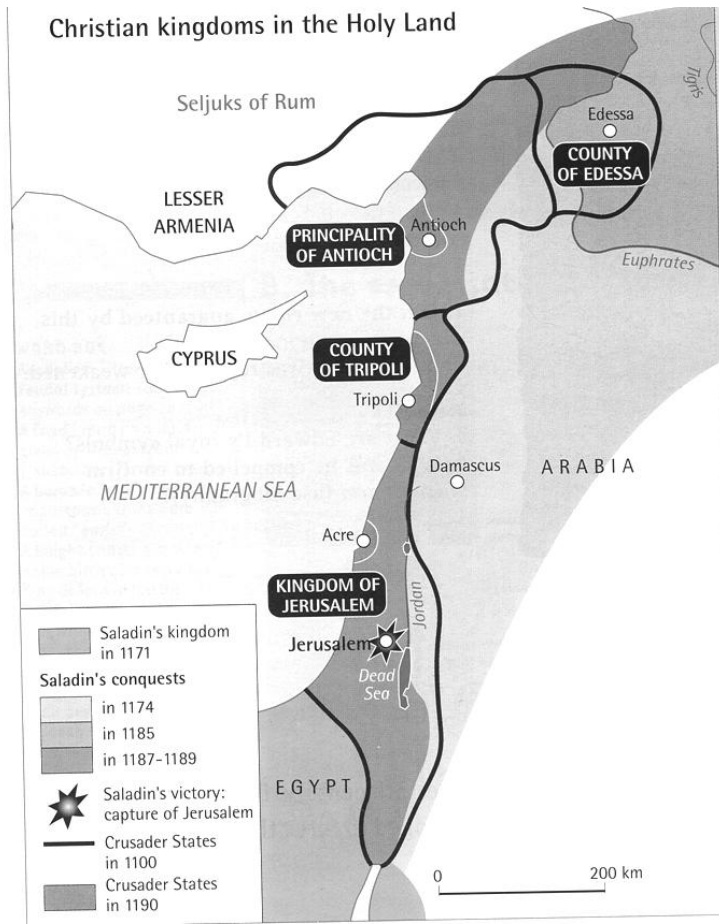 Christian kingdoms in the Holy Land
Seljuks of Rum
Tigris
Edessa
COUNTY
OF EDESSA
LESSER
ARMENIA
PRINCIPALITY
OF ANTIOCH
Antioch
Euphrates
CYPRUS
COUNTY
OF TRIPOLI
Tripoli
Damascus
ARABIA
MEDITERRANEAN SEA
Acre
KINGDOM OF
JERUSALEM
Jordan
Jerusalem
Dead
Sea
EGYPT
Saladin's kingdom
in 1171
Saladin's conquests
in 1174
in 1185
in 1187-1189
Saladin's victory:
capture of Jerusalem
Crusader States
in 1100
Crusader States
in 1190
0
200 km